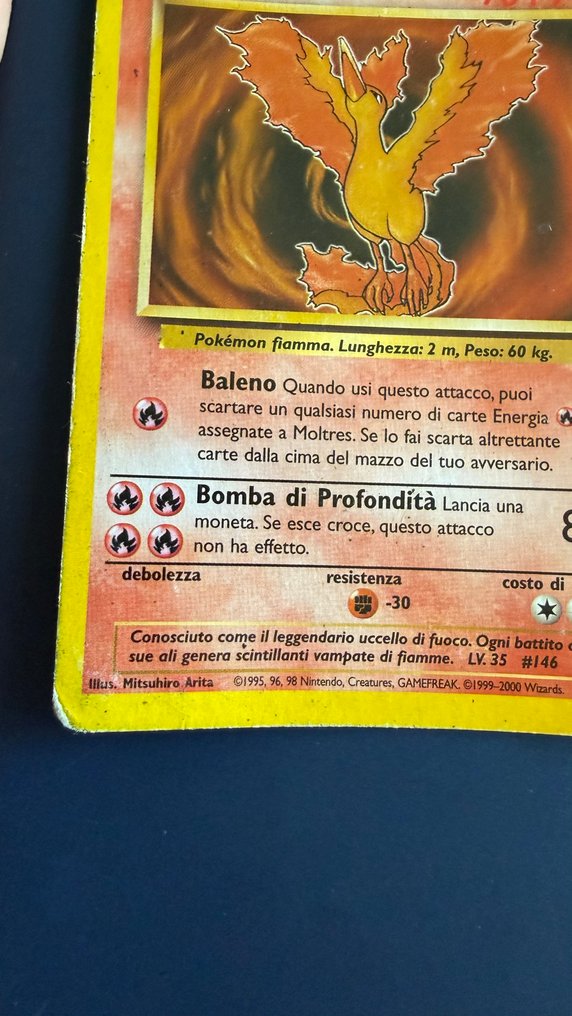 Pokémon fiamma. Lunghezza: 2 m, Peso: 60 kg.
Baleno Quando usi questo attacco, puoi
scartare un qualsiasi numero di carte Energia
assegnate a Moltres. Se lo fai scarta altrettante
carte dalla cima del mazzo del tuo avversario.
Bomba di Profondità Lancia una
moneta. Se esce croce, questo attacco
non ha effetto.
8
debolezza resistenza costo di
-30
Conosciuto come il leggendario uccello di fuoco. Ogni battito
sue ali genera scintillanti vampate di fiamme. LV. 35 #146
Illus. Mitsuhiro Arita ©1995, 96, 98 Nintendo, Creatures, GAMEFREAK. ©1999-2000 Wizards.